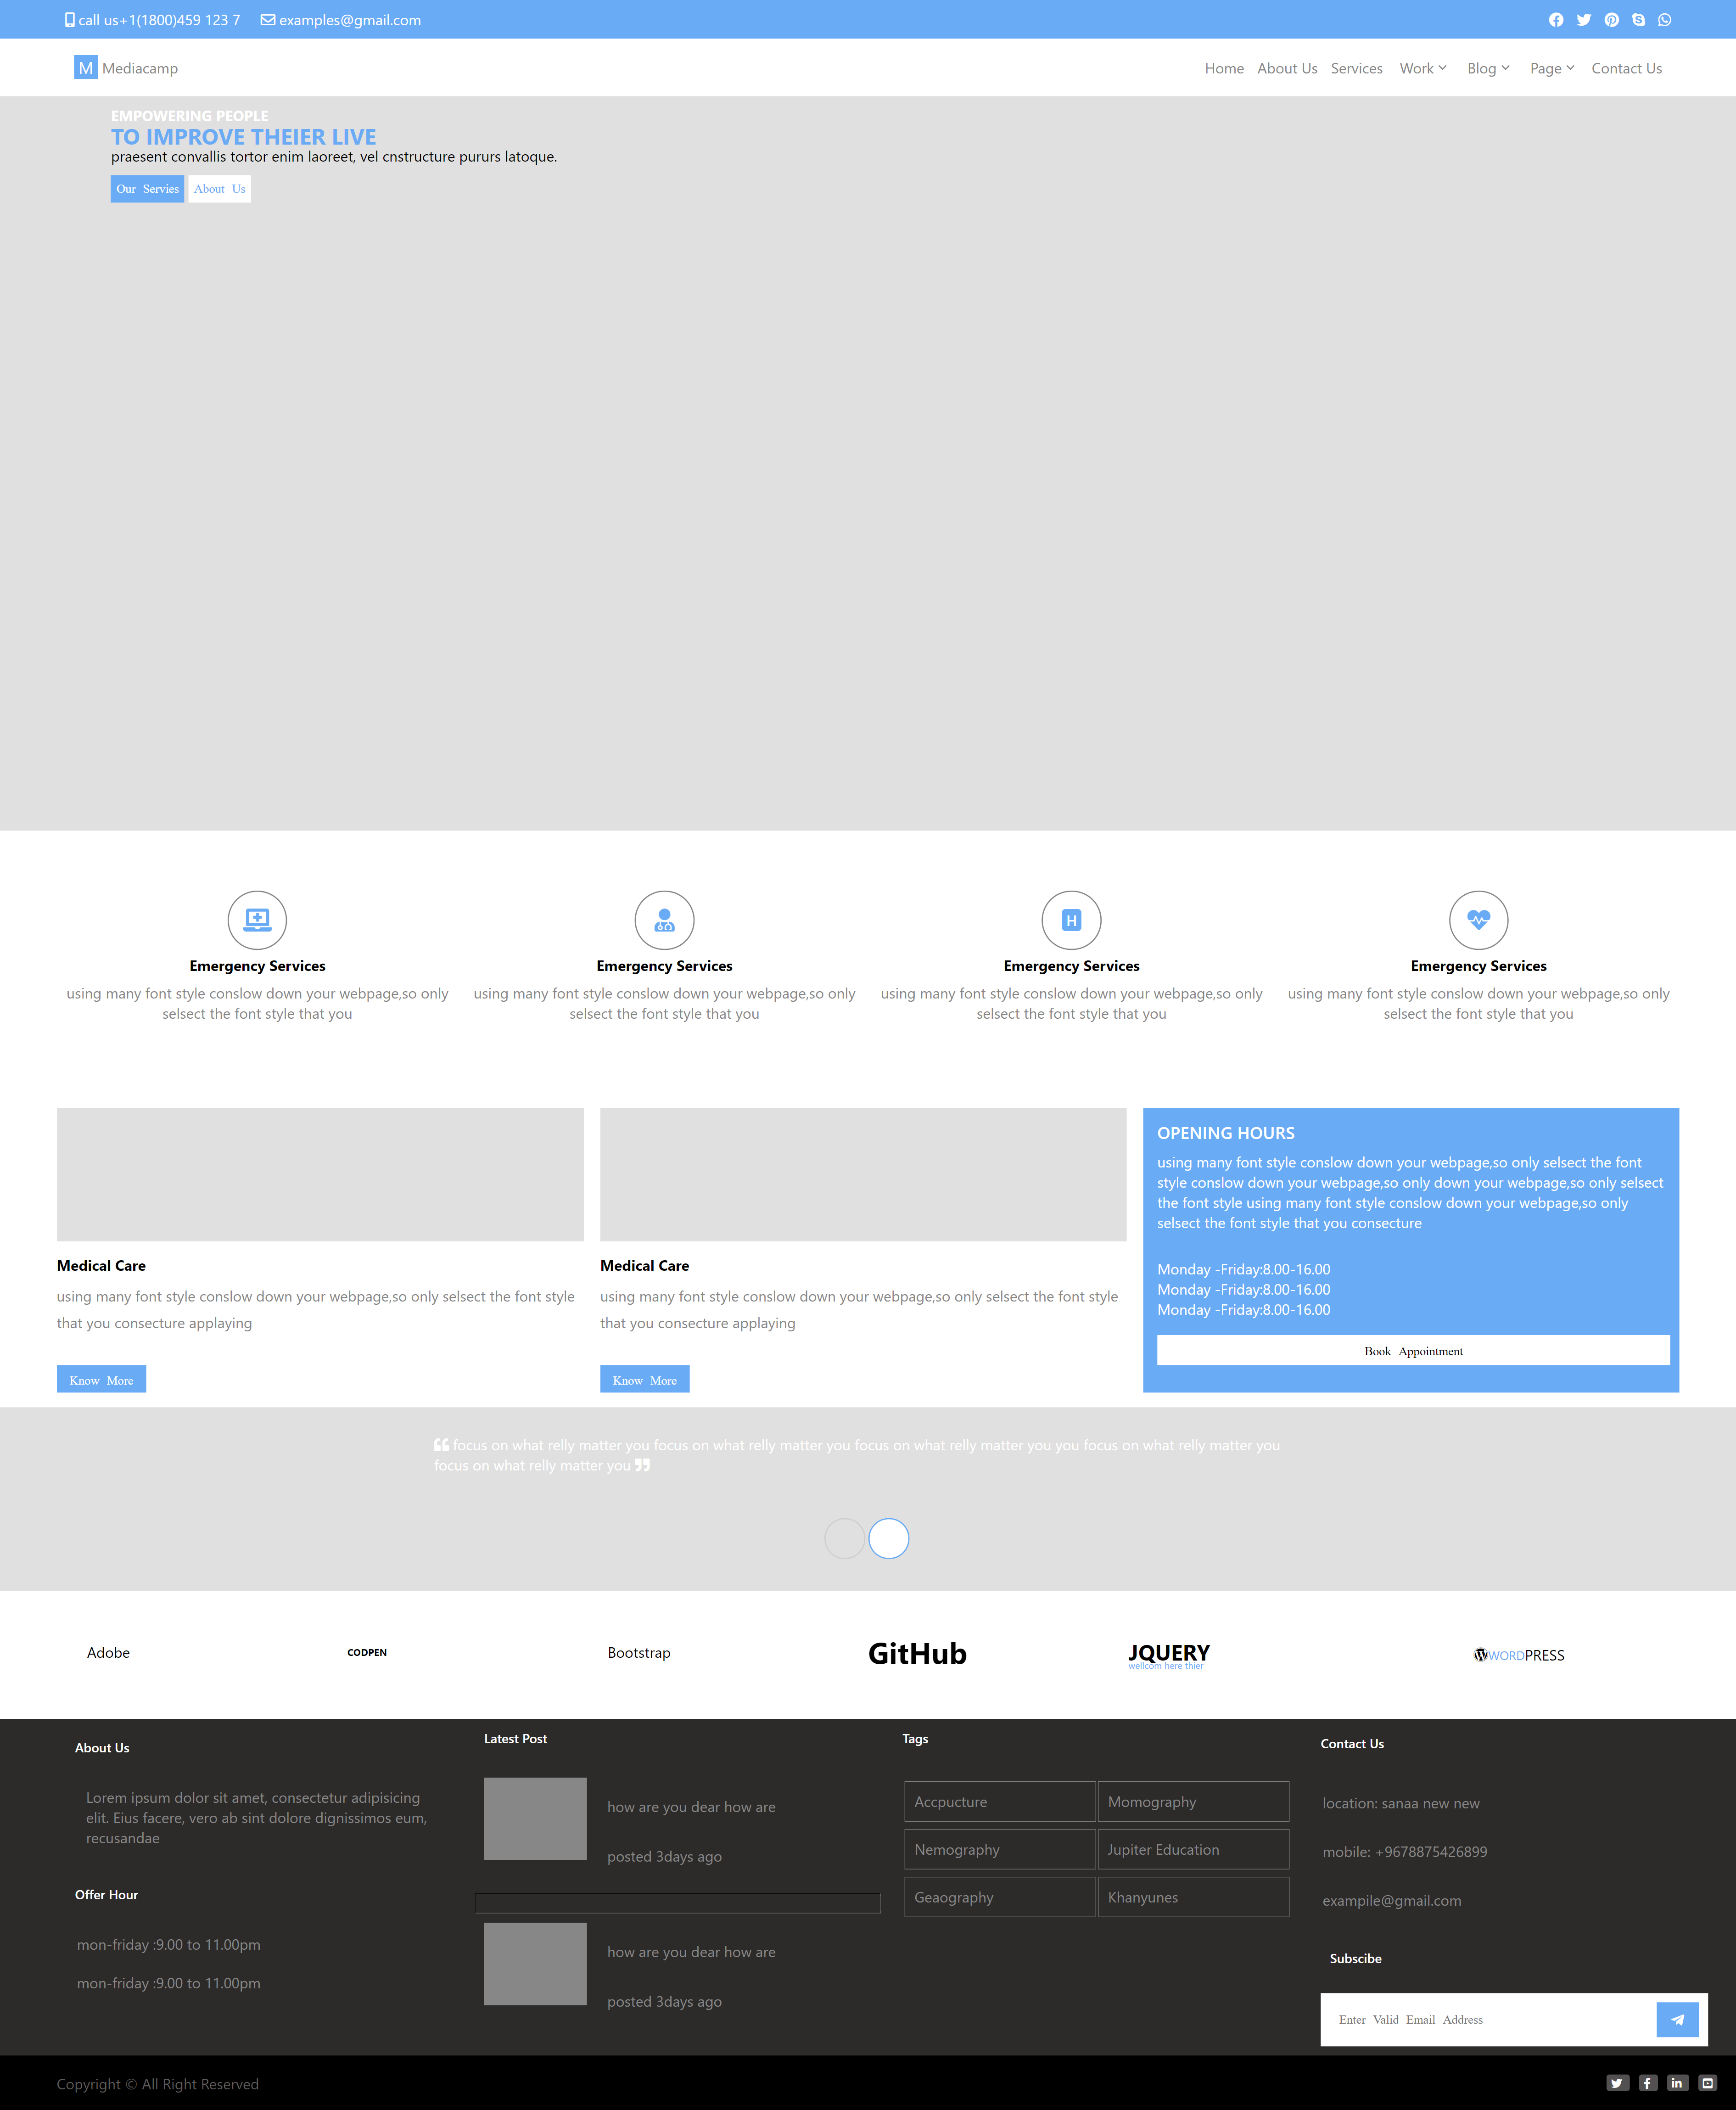 call us+1(1800)459 123 7 examples@gmail.com
M Mediacamp Home About Us Services Work Blog Page Contact Us
EMPOWERING PEOPLE
TO IMPROVE THEIER LIVE
praesent convallis tortor enim laoreet, vel cnstructure pururs latoque.
Our Servies About Us
H
Emergency Services
using many font style conslow down your webpage,so only
selsect the font style that you
Emergency Services
using many font style conslow down your webpage,so only
selsect the font style that you
Emergency Services
using many font style conslow down your webpage,so only
selsect the font style that you
Emergency Services
using many font style conslow down your webpage,so only
selsect the font style that you
Medical Care
using many font style conslow down your webpage,so only selsect the font style
that you consecture applaying
Know More
Medical Care
using many font style conslow down your webpage,so only selsect the font style
that you consecture applaying
Know More
OPENING HOURS
using many font style conslow down your webpage,so only selsect the font
style conslow down your webpage,so only down your webpage,so only selsect
the font style using many font style conslow down your webpage,so only
selsect the font style that you consecture
Monday -Friday:8.00-16.00
Monday -Friday:8.00-16.00
Monday -Friday:8.00-16.00
Book Appointment
focus on what relly matter you focus on what relly matter you focus on what relly matter you you focus on what relly matter you
focus on what relly matter you
Adobe
CODPEN
Bootstrap
GitHub
JQUERY
wellcom here thier
WORDPRESS
About Us
Lorem ipsum dolor sit amet, consectetur adipisicing
elit. Eius facere, vero ab sint dolore dignissimos eum,
recusandae
Offer Hour
mon-friday :9.00 to 11.00pm
mon-friday :9.00 to 11.00pm
Latest Post
how are you dear how are
posted 3days ago
how are you dear how are
posted 3days ago
Tags
Accpucture Momography
Nemography Jupiter Education
Geaography Khanyunes
Contact Us
location: sanaa new new
mobile: +9678875426899
exampile@gmail.com
Subscibe
Enter Valid Email Address
Copyright © All Right Reserved